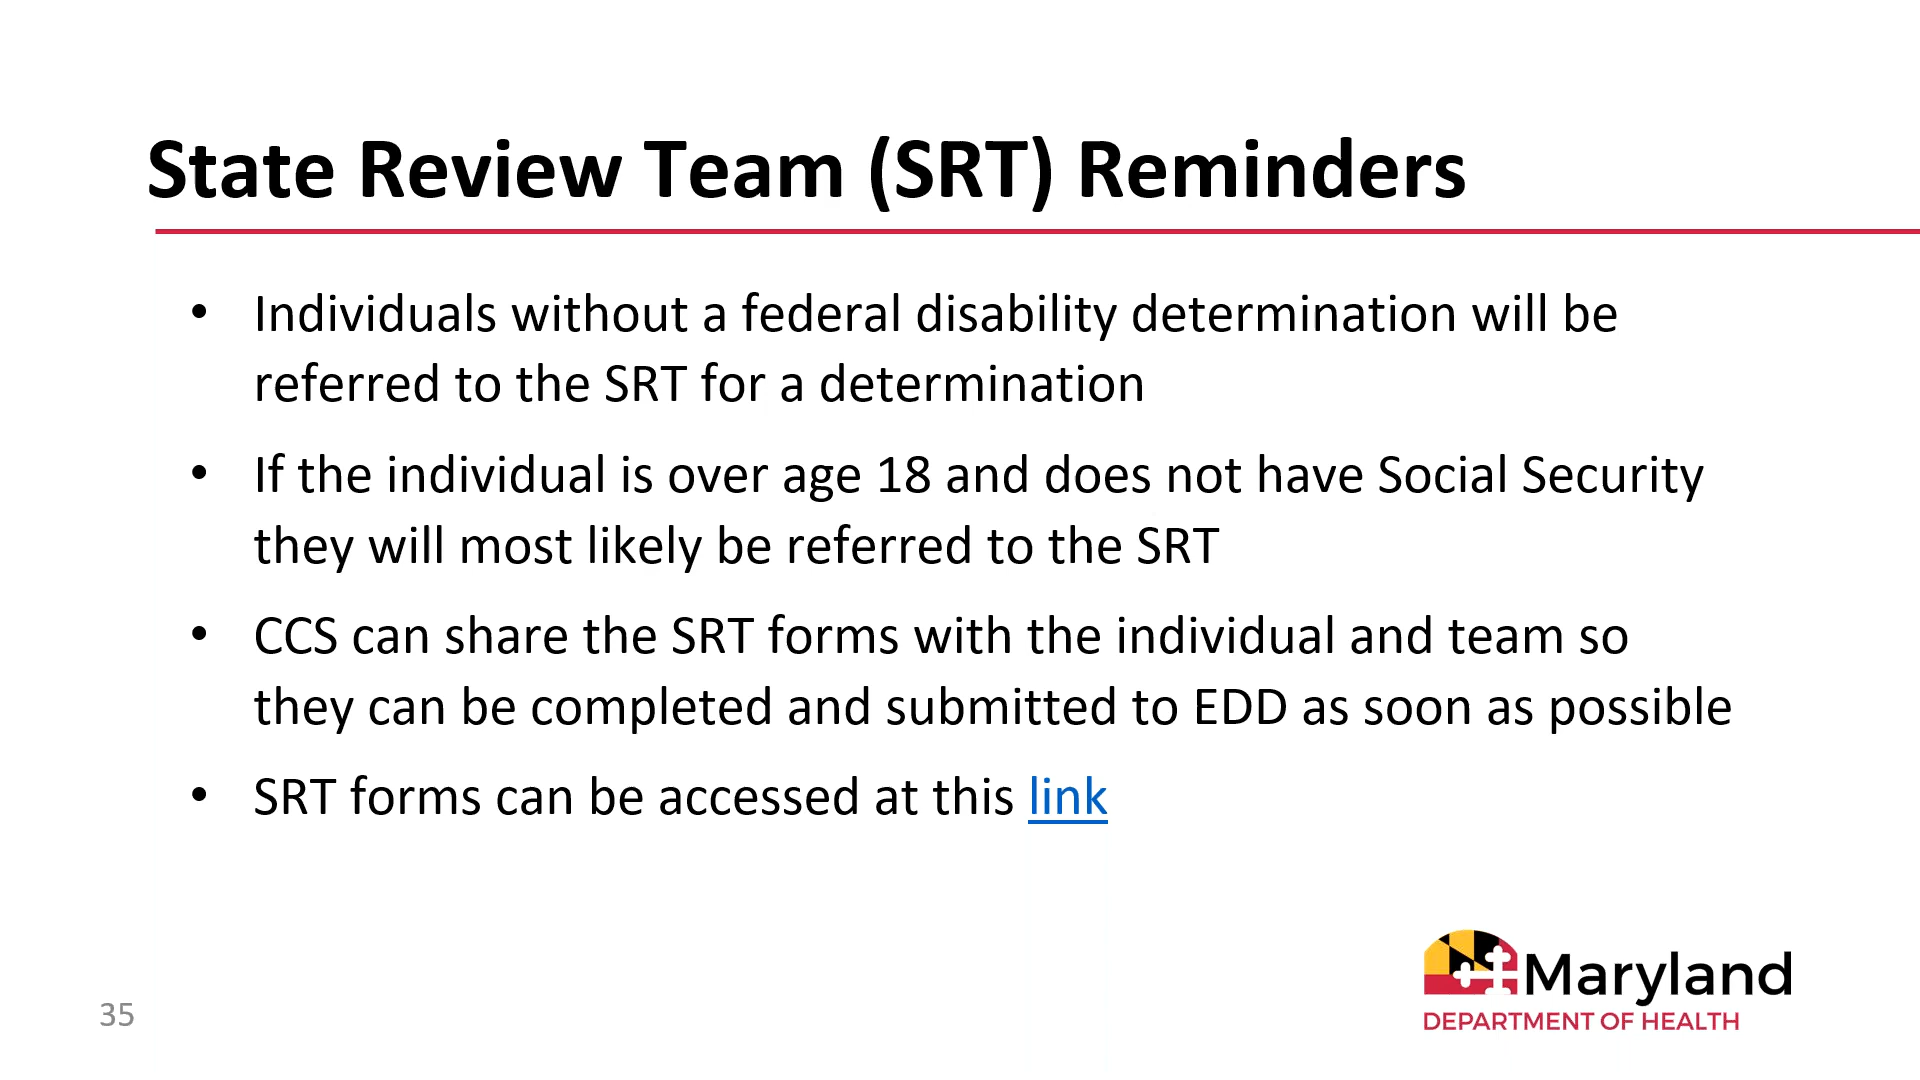 State Review Team (SRT) Reminders
• Individuals without a federal disability determination will be
referred to the SRT for a determination
• If the individual is over age 18 and does not have Social Security
they will most likely be referred to the SRT
• CCS can share the SRT forms with the individual and team so
they can be completed and submitted to EDD as soon as possible
• SRT forms can be accessed at this link
Maryland
DEPARTMENT OF HEALTH
35